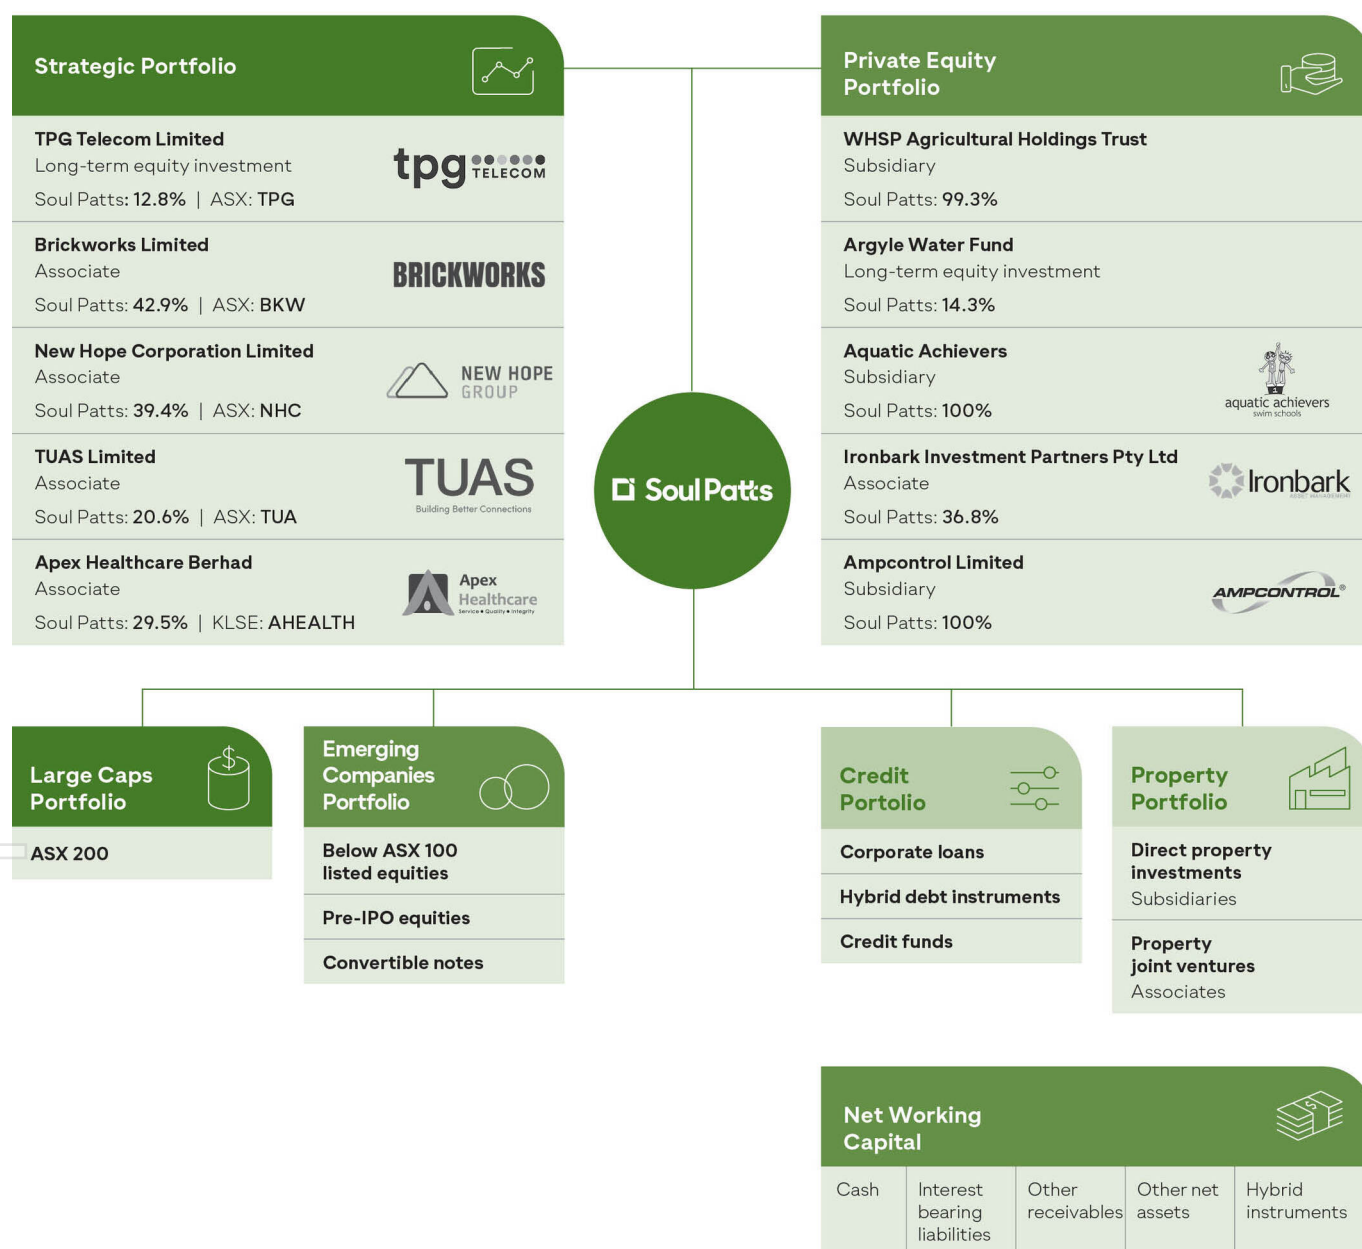 Strategic Portfolio
TPG Telecom Limited
Long-term equity investment
Soul Patts: 12.8% | ASX: TPG
tpg TELECOM
Brickworks Limited
Associate
Soul Patts: 42.9% | ASX: BKW
BRICKWORKS
New Hope Corporation Limited
Associate
Soul Patts: 39.4% | ASX: NHC
NEW HOPE
GROUP
TUAS Limited
Associate
Soul Patts: 20.6% | ASX: TUA
TUAS
Building Better Connections
Apex Healthcare Berhad
Associate
Soul Patts: 29.5% | KLSE: AHEALTH
Apex
Healthcare
Service • Quality • Integrity
Soul Patts
Private Equity
Portfolio
WHSP Agricultural Holdings Trust
Subsidiary
Soul Patts: 99.3%
Argyle Water Fund
Long-term equity investment
Soul Patts: 14.3%
Aquatic Achievers
Subsidiary
Soul Patts: 100%
1
aquatic achievers
swim schools
Ironbark Investment Partners Pty Ltd
Associate
Soul Patts: 36.8%
Ironbark
ASSET MANAGEMENT
Ampcontrol Limited
Subsidiary
Soul Patts: 100%
AMPCONTROL®
Large Caps
Portfolio
$
ASX 200
Emerging
Companies
Portfolio
Below ASX 100
listed equities
Pre-IPO equities
Convertible notes
Credit
Portolio
Corporate loans
Hybrid debt instruments
Credit funds
Property
Portfolio
Direct property
investments
Subsidiaries
Property
joint ventures
Associates
Net Working
Capital
$
Cash
Interest
bearing
liabilities
Other
receivables
Other net
assets
Hybrid
instruments